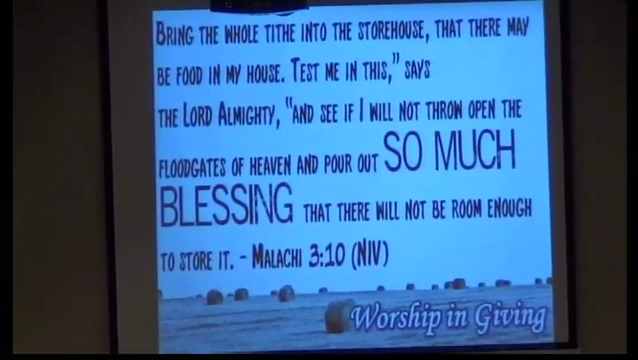 BRING THE WHOLE TITHE INTO THE STOREHOUSE, THAT THERE MAY
BE FOOD IN MY HOUSE. TEST ME IN THIS,” SAYS
THE LORD ALMIGHTY, “AND SEE IF I WILL NOT THROW OPEN THE
FLOODGATES OF HEAVEN AND POUR OUT SO MUCH
BLESSING THAT THERE WILL NOT BE ROOM ENOUGH
TO STORE IT. - MALACHI 3:10 (NIV)
Worship in Giving